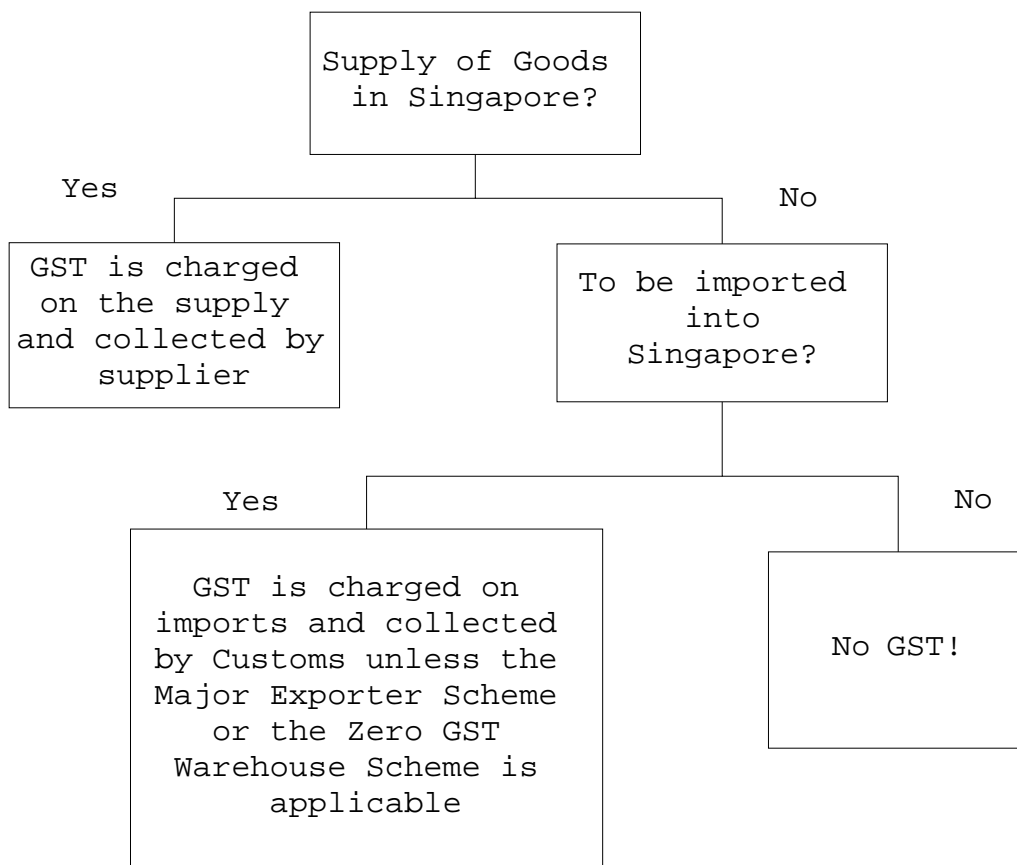 Supply of Goods
in Singapore?
Yes
No
GST is charged
on the supply
and collected by
supplier
To be imported
into
Singapore?
Yes
No
GST is charged on
imports and collected
by Customs unless the
Major Exporter Scheme
or the Zero GST
Warehouse Scheme is
applicable
No GST!